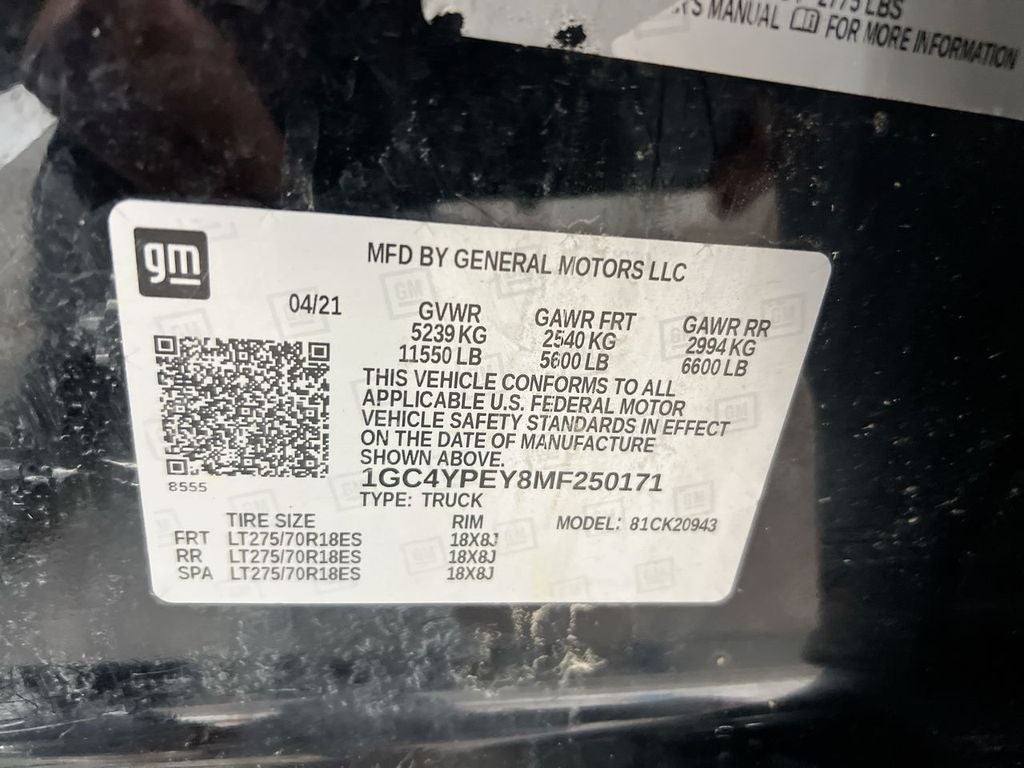 2775 LBS
MANUAL FOR MORE INFORMATION
gm
MFD BY GENERAL MOTORS LLC
04/21
GVWR GAWR FRT GAWR RR
5239 KG 2540 KG 2994 KG
11550 LB 5600 LB 6600 LB
THIS VEHICLE CONFORMS TO ALL
APPLICABLE U.S. FEDERAL MOTOR
VEHICLE SAFETY STANDARDS IN EFFECT
ON THE DATE OF MANUFACTURE
SHOWN ABOVE.
8555
1GC4YPEY8MF250171
TYPE: TRUCK
TIRE SIZE RIM MODEL: 81CK20943
FRT LT275/70R18ES 18X8J
RR LT275/70R18ES 18X8J
SPA LT275/70R18ES 18X8J